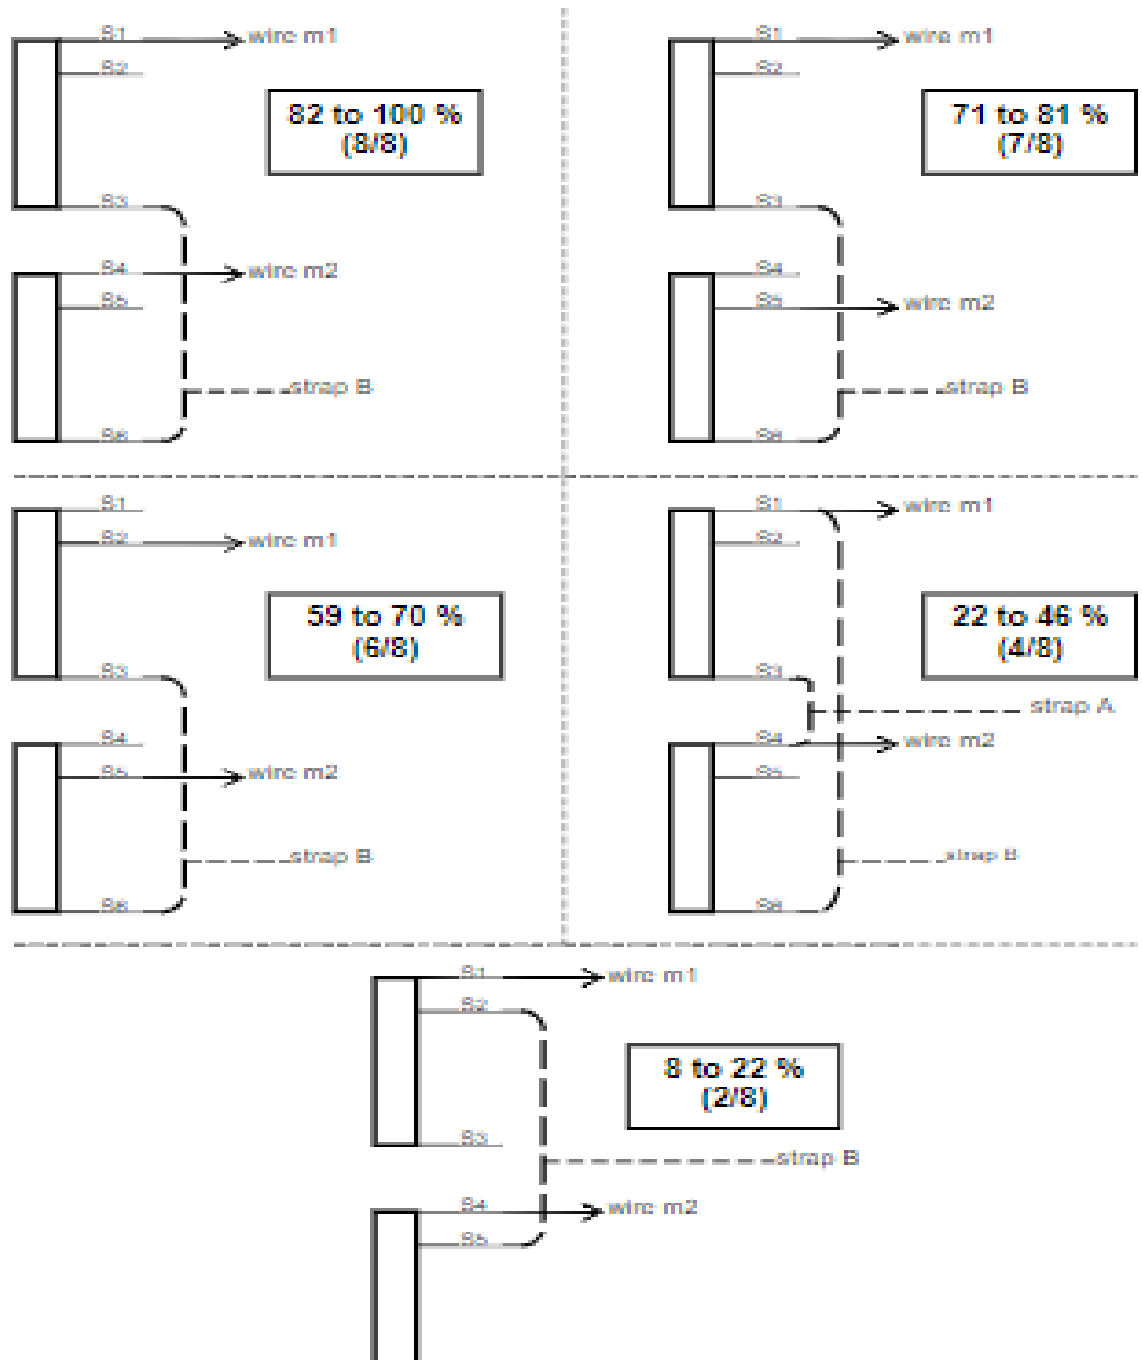 S1 wire m1
S2
82 to 100 %
(8/8)
S3
S4 wire m2
S5
strap B
S6
S1 wire m1
S2
71 to 81 %
(7/8)
S3
S4
S5 wire m2
strap B
S6
S1
S2 wire m1
59 to 70 %
(6/8)
S3
S4
S5 wire m2
strap B
S6
S1 wire m1
S2
22 to 46 %
(4/8)
S3
strap A
S4 wire m2
S5
strap B
S6
S1 wire m1
S2
8 to 22 %
(2/8)
S3
strap B
S4 wire m2
S5